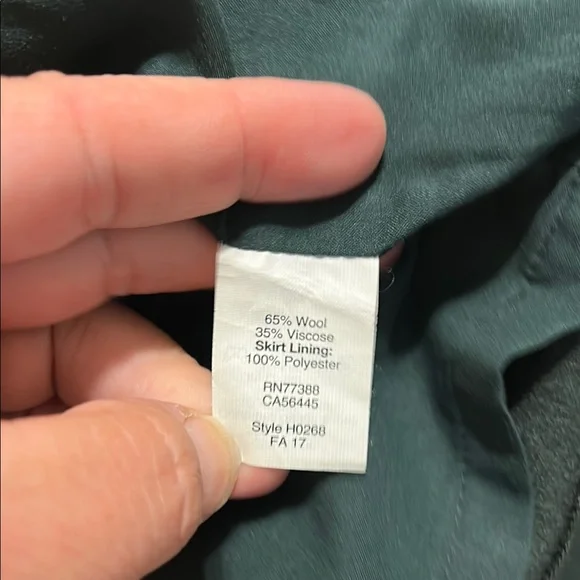 65% Wool
35% Viscose
Skirt Lining:
100% Polyester
RN77388
CA56445
Style H0268
FA 17